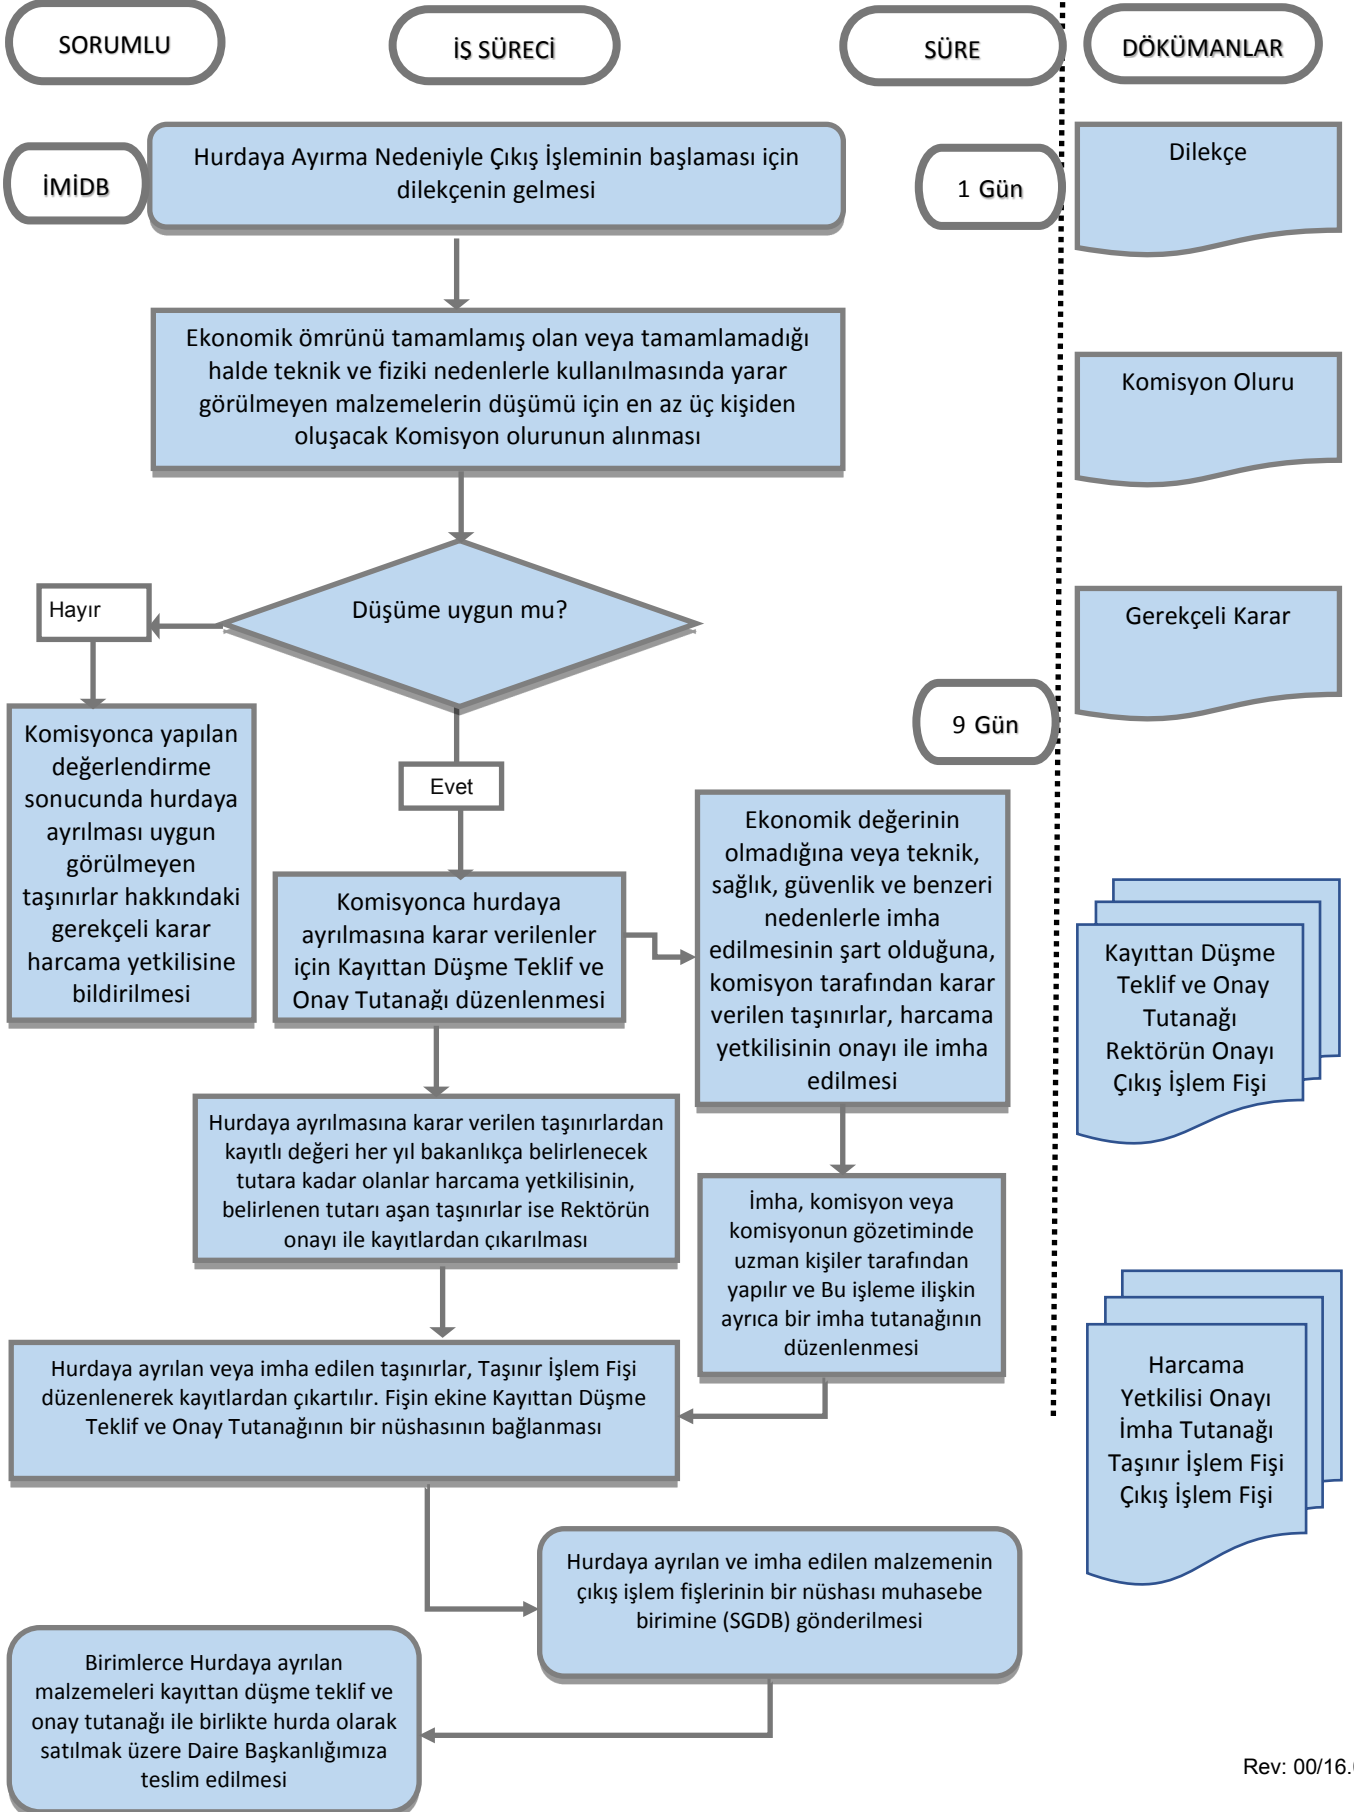 SORUMLU
İŞ SÜRECİ
SÜRE
DÖKÜMANLAR
İMİDB
Hurdaya Ayırma Nedeniyle Çıkış İşleminin başlaması için
dilekçenin gelmesi
1 Gün
Dilekçe
Ekonomik ömrünü tamamlamış olan veya tamamlamadığı
halde teknik ve fiziki nedenlerle kullanılmasında yarar
görülmeyen malzemelerin düşümü için en az üç kişiden
oluşacak Komisyon olurunun alınması
Komisyon Oluru
Düşüme uygun mu?
Hayır
Gerekçeli Karar
Komisyonca yapılan
değerlendirme
sonucunda hurdaya
ayrılması uygun
görülmeyen
taşınırlar hakkındaki
gerekçeli karar
harcama yetkilisine
bildirilmesi
9 Gün
Evet
Komisyonca hurdaya
ayrılmasına karar verilenler
için Kayıttan Düşme Teklif ve
Onay Tutanağı düzenlenmesi
Ekonomik değerinin
olmadığına veya teknik,
sağlık, güvenlik ve benzeri
nedenlerle imha
edilmesinin şart olduğuna,
komisyon tarafından karar
verilen taşınırlar, harcama
yetkilisinin onayı ile imha
edilmesi
Kayıttan Düşme
Teklif ve Onay
Tutanağı
Rektörün Onayı
Çıkış İşlem Fişi
Hurdaya ayrılmasına karar verilen taşınırlardan
kayıtlı değeri her yıl bakanlıkça belirlenecek
tutara kadar olanlar harcama yetkilisinin,
belirlenen tutarı aşan taşınırlar ise Rektörün
onayı ile kayıtlardan çıkarılması
İmha, komisyon veya
komisyonun gözetiminde
uzman kişiler tarafından
yapılır ve Bu işleme ilişkin
ayrıca bir imha tutanağının
düzenlenmesi
Hurdaya ayrılan veya imha edilen taşınırlar, Taşınır İşlem Fişi
düzenlenerek kayıtlardan çıkartılır. Fişin ekine Kayıttan Düşme
Teklif ve Onay Tutanağının bir nüshasının bağlanması
Harcama
Yetkilisi Onayı
İmha Tutanağı
Taşınır İşlem Fişi
Çıkış İşlem Fişi
Hurdaya ayrılan ve imha edilen malzemenin
çıkış işlem fişlerinin bir nüshası muhasebe
birimine (SGDB) gönderilmesi
Birimlerce Hurdaya ayrılan
malzemeleri kayıttan düşme teklif ve
onay tutanağı ile birlikte hurda olarak
satılmak üzere Daire Başkanlığımıza
teslim edilmesi
Rev: 00/16.